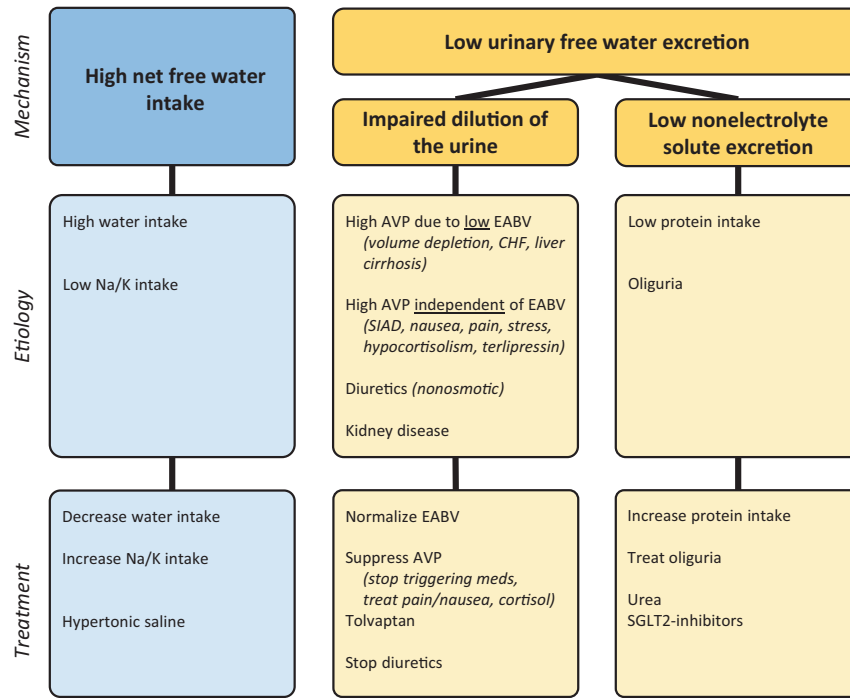 Mechanism
High net free water
intake
Low urinary free water excretion
Impaired dilution of
the urine
Low nonelectrolyte
solute excretion
Etiology
High water intake
Low Na/K intake
High AVP due to low EABV
(volume depletion, CHF, liver
cirrhosis)
High AVP independent of EABV
(SIAD, nausea, pain, stress,
hypocortisolism, terlipressin)
Diuretics (nonosmotic)
Kidney disease
Low protein intake
Oliguria
Treatment
Decrease water intake
Increase Na/K intake
Hypertonic saline
Normalize EABV
Suppress AVP
(stop triggering meds,
treat pain/nausea, cortisol)
Tolvaptan
Stop diuretics
Increase protein intake
Treat oliguria
Urea
SGLT2-inhibitors